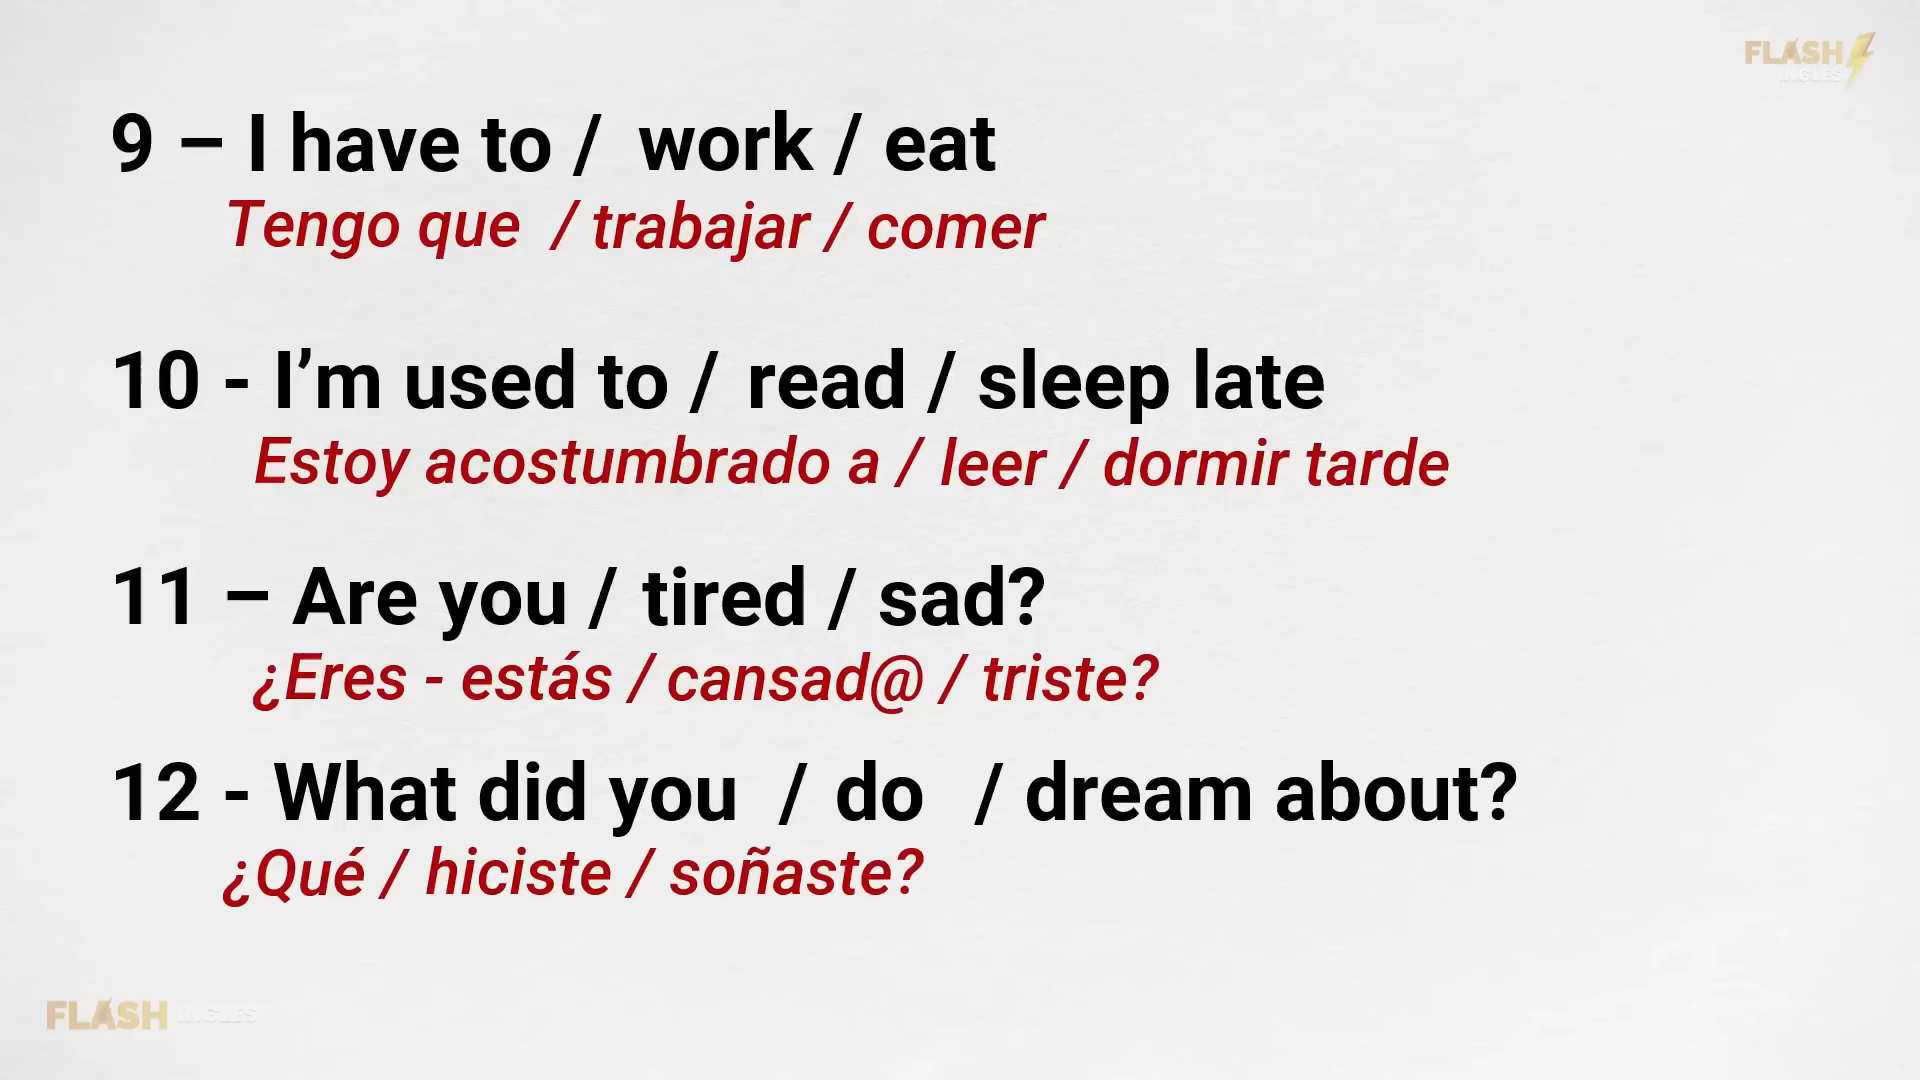 FLASH
INGLES
9 – I have to / work / eat
Tengo que / trabajar / comer
10 - I’m used to / read / sleep late
Estoy acostumbrado a / leer / dormir tarde
11 – Are you / tired / sad?
¿Eres - estás / cansad@ / triste?
12 - What did you / do / dream about?
¿Qué / hiciste / soñaste?
FLASH INGLES